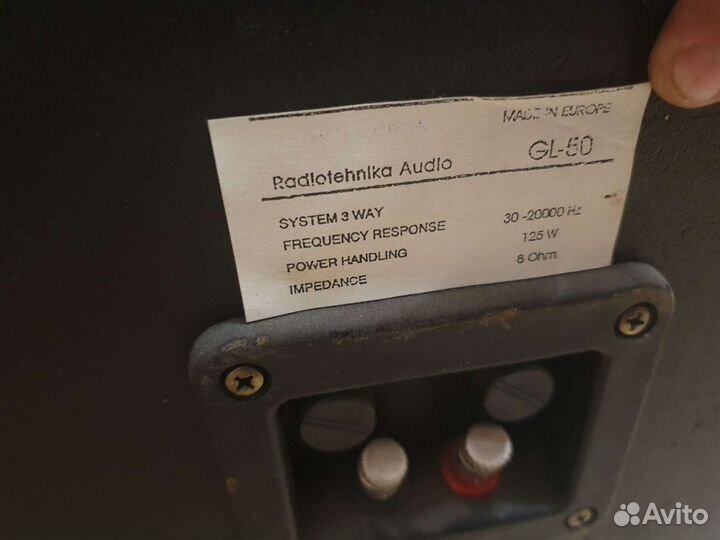 MADE IN EUROPE
Radiotehnika Audio GL-50
SYSTEM 3 WAY
FREQUENCY RESPONSE 30-20000 Hz
POWER HANDLING 125 W
IMPEDANCE 8 Ohm
Avito